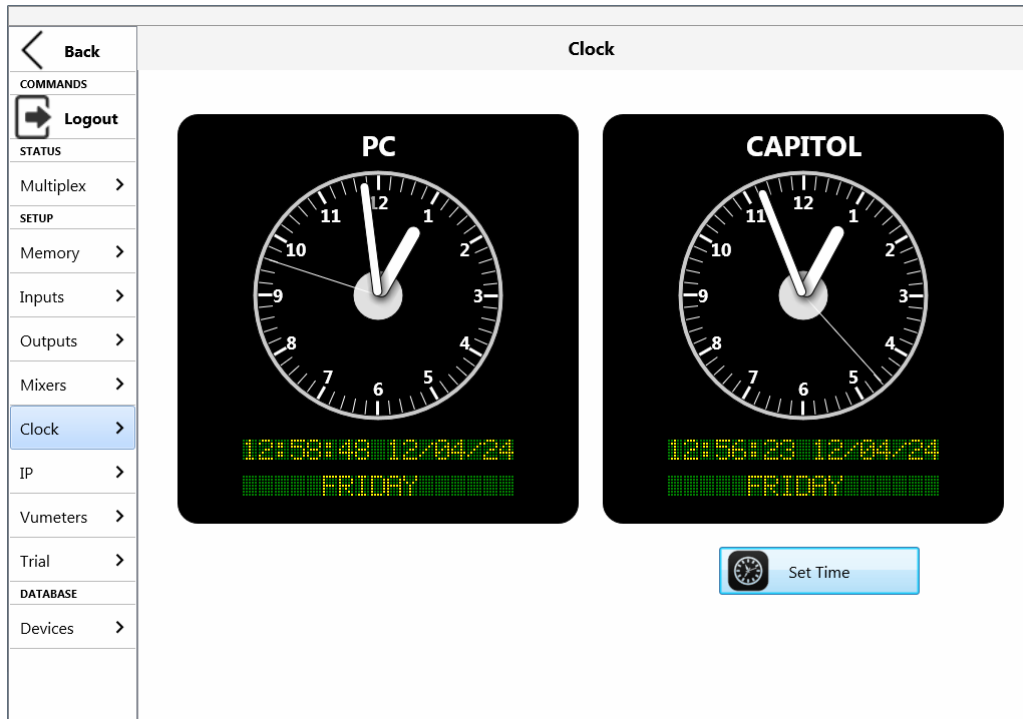 Clock
Back
COMMANDS
Logout
STATUS
Multiplex
SETUP
Memory
Inputs
Outputs
Mixers
Clock
IP
Vumeters
Trial
DATABASE
Devices
PC
12
1
2
3
4
5
6
7
8
9
10
11
12:58:48 12/04/24
FRIDAY
CAPITOL
12
1
2
3
4
5
6
7
8
9
10
11
12:56:23 12/04/24
FRIDAY
Set Time